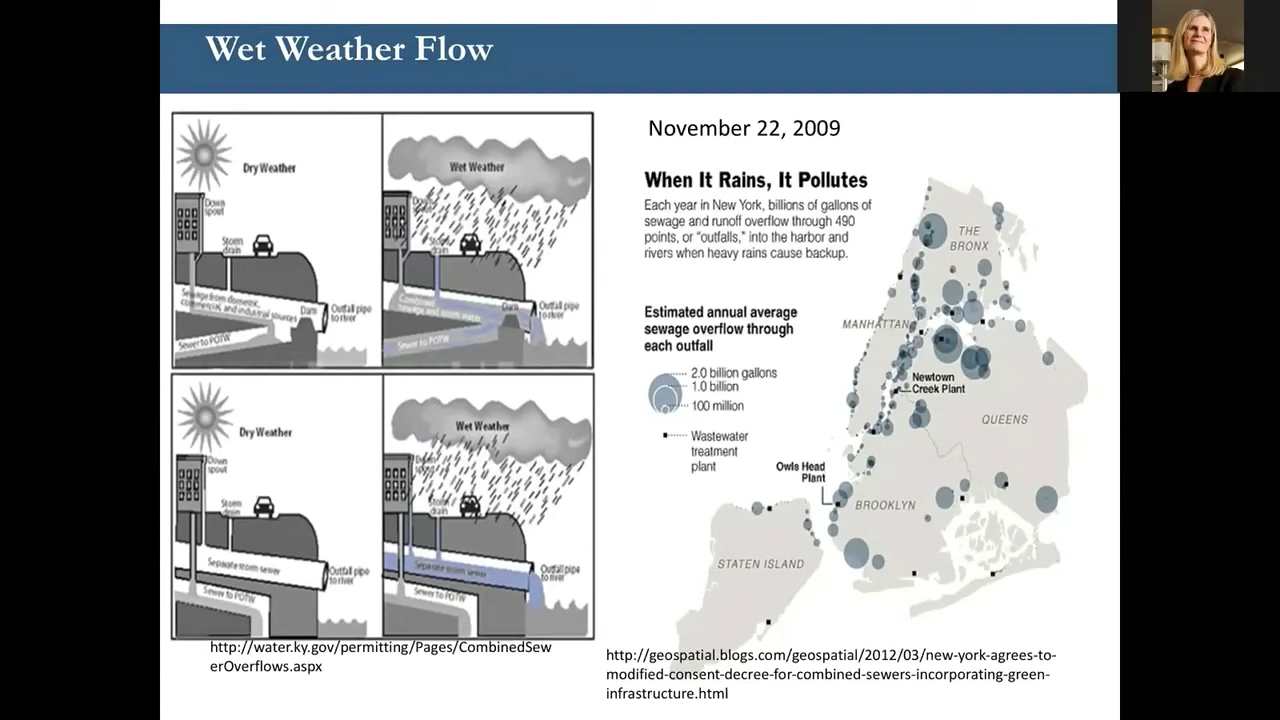 Wet Weather Flow
Dry Weather
Wet Weather
Down
spout
Storm
drain
Storm
drain
Sewage from domestic,
commercial, and industrial sources
Dam
Outfall pipe
to river
Sewer to POTW
Combined
sewage and storm water
Dam
Outfall pipe
to river
Sewer to POTW
Dry Weather
Wet Weather
Down
spout
Down
spout
Storm
drain
Storm
drain
Separate storm sewer
Outfall pipe
to river
Sewer to POTW
Separate storm sewer
Outfall pipe
to river
Sewer to POTW
http://water.ky.gov/permitting/Pages/CombinedSew
erOverflows.aspx
November 22, 2009
When It Rains, It Pollutes
Each year in New York, billions of gallons of
sewage and runoff overflow through 490
points, or “outfalls,” into the harbor and
rivers when heavy rains cause backup.
Estimated annual average
sewage overflow through
each outfall
2.0 billion gallons
1.0 billion
100 million
Wastewater
treatment
plant
THE
BRONX
MANHATTAN
Newtown
Creek Plant
QUEENS
Owls Head
Plant
BROOKLYN
STATEN ISLAND
http://geospatial.blogs.com/geospatial/2012/03/new-york-agrees-to-
modified-consent-decree-for-combined-sewers-incorporating-green-
infrastructure.html